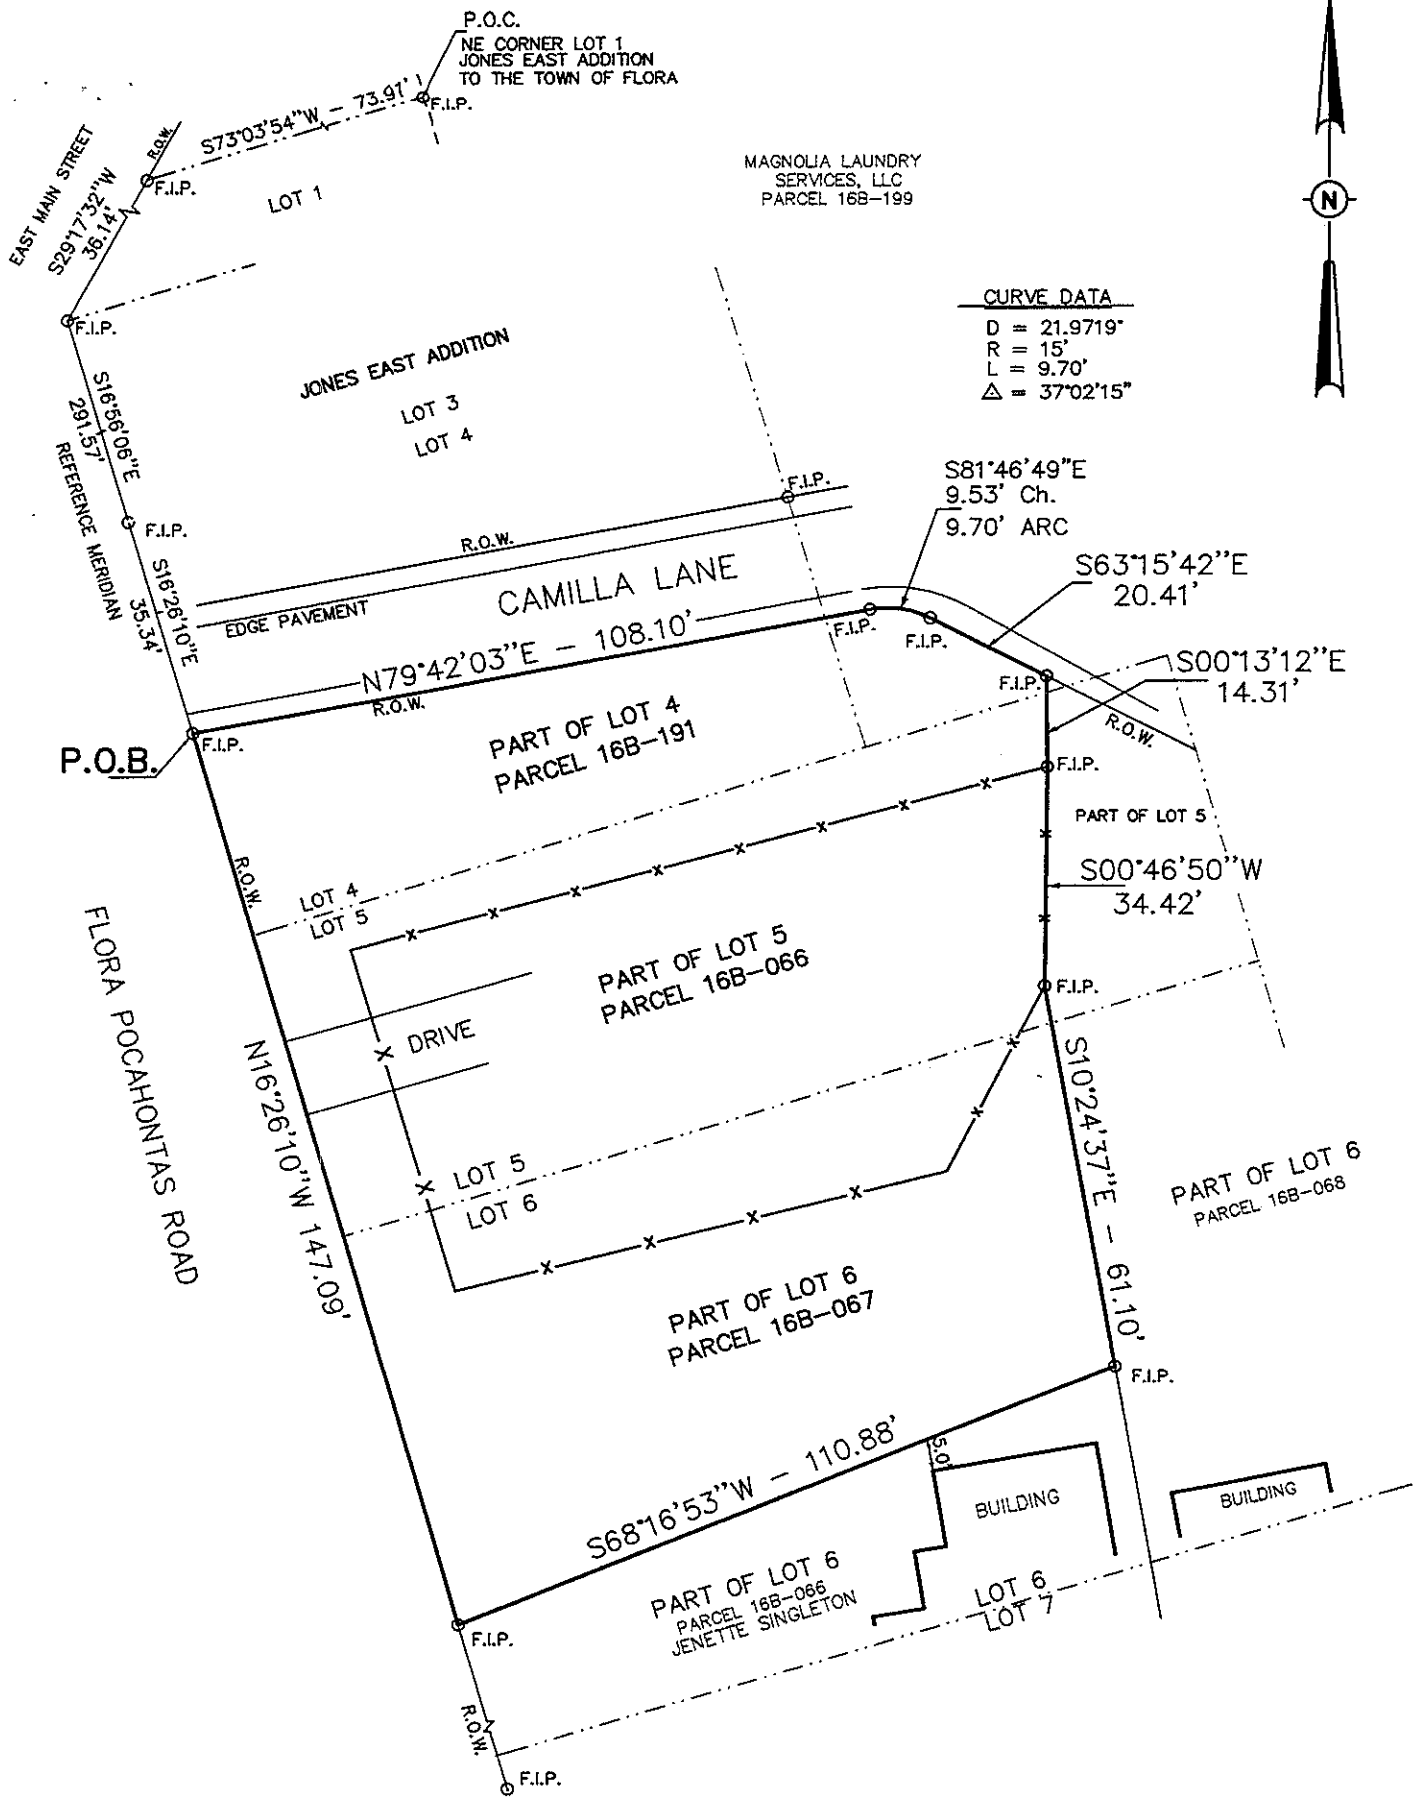 P.O.C.
NE CORNER LOT 1
JONES EAST ADDITION
TO THE TOWN OF FLORA
F.I.P.
S73°03'54"W - 73.91'
R.O.W.
F.I.P.
EAST MAIN STREET
S29°17'32"W
36.14'
LOT 1
MAGNOLIA LAUNDRY
SERVICES, LLC
PARCEL 16B-199
N
CURVE DATA
D = 21.9719°
R = 15'
L = 9.70'
△ = 37°02'15"
F.I.P.
JONES EAST ADDITION
LOT 3
LOT 4
S16°56'06"E
291.57'
REFERENCE MERIDIAN
F.I.P.
S16°26'10"E
35.34'
F.I.P.
R.O.W.
S81°46'49"E
9.53' Ch.
9.70' ARC
S63°15'42"E
20.41'
CAMILLA LANE
EDGE PAVEMENT
N79°42'03"E - 108.10'
R.O.W.
F.I.P.
F.I.P.
F.I.P.
S00°13'12"E
14.31'
R.O.W.
P.O.B.
F.I.P.
PART OF LOT 4
PARCEL 16B-191
F.I.P.
PART OF LOT 5
S00°46'50"W
34.42'
R.O.W.
LOT 4
LOT 5
PART OF LOT 5
PARCEL 16B-066
F.I.P.
FLORA POCAHONTAS ROAD
DRIVE
N16°26'10"W 147.09'
S10°24'37"E - 61.10'
LOT 5
LOT 6
PART OF LOT 6
PARCEL 16B-068
PART OF LOT 6
PARCEL 16B-067
F.I.P.
S68°16'53"W - 110.88'
5.0'
BUILDING
BUILDING
PART OF LOT 6
PARCEL 16B-066
JENETTE SINGLETON
LOT 6
LOT 7
F.I.P.
R.O.W.
F.I.P.